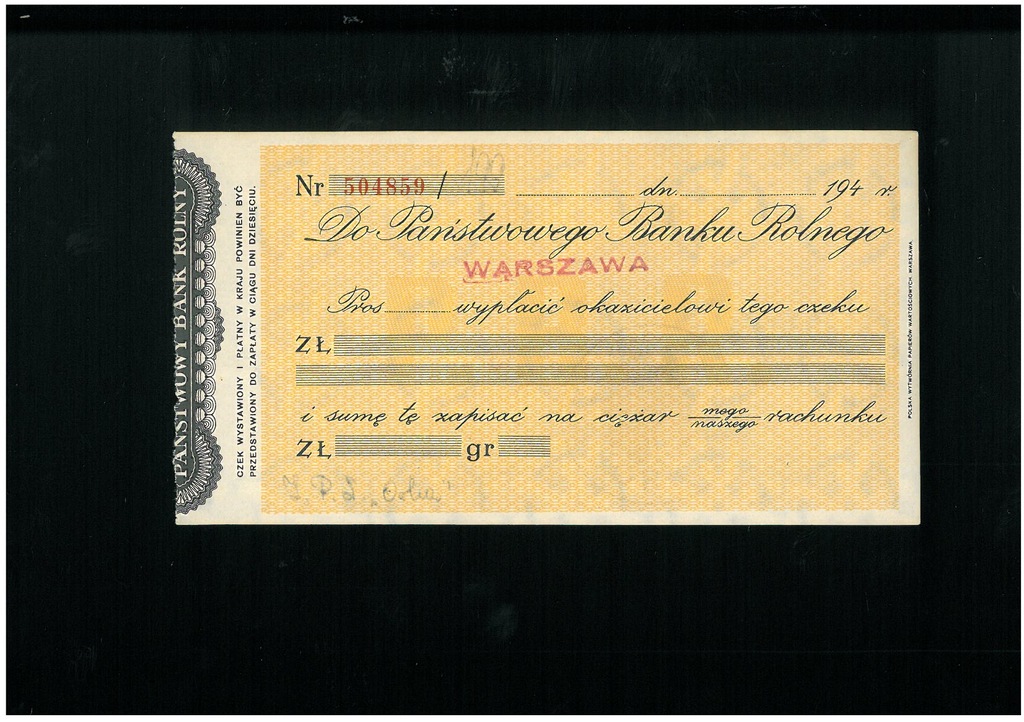 PAŃSTWOWY BANK ROLNY
CZEK WYSTAWIONY I PŁATNY W KRAJU POWINIEN BYĆ
PRZEDSTAWIONY DO ZAPŁATY W CIĄGU DNI DZIESIĘCIU.
Nr 504859 / dn. 194 r.
Do Państwowego Banku Rolnego
WARSZAWA
Pros wypłacić okazicielowi tego czeku
ZŁ
i sumę tę zapisać na ciężar mego
naszego rachunku
ZŁ gr
POLSKA WYTWÓRNIA PAPIERÓW WARTOŚCIOWYCH. WARSZAWA